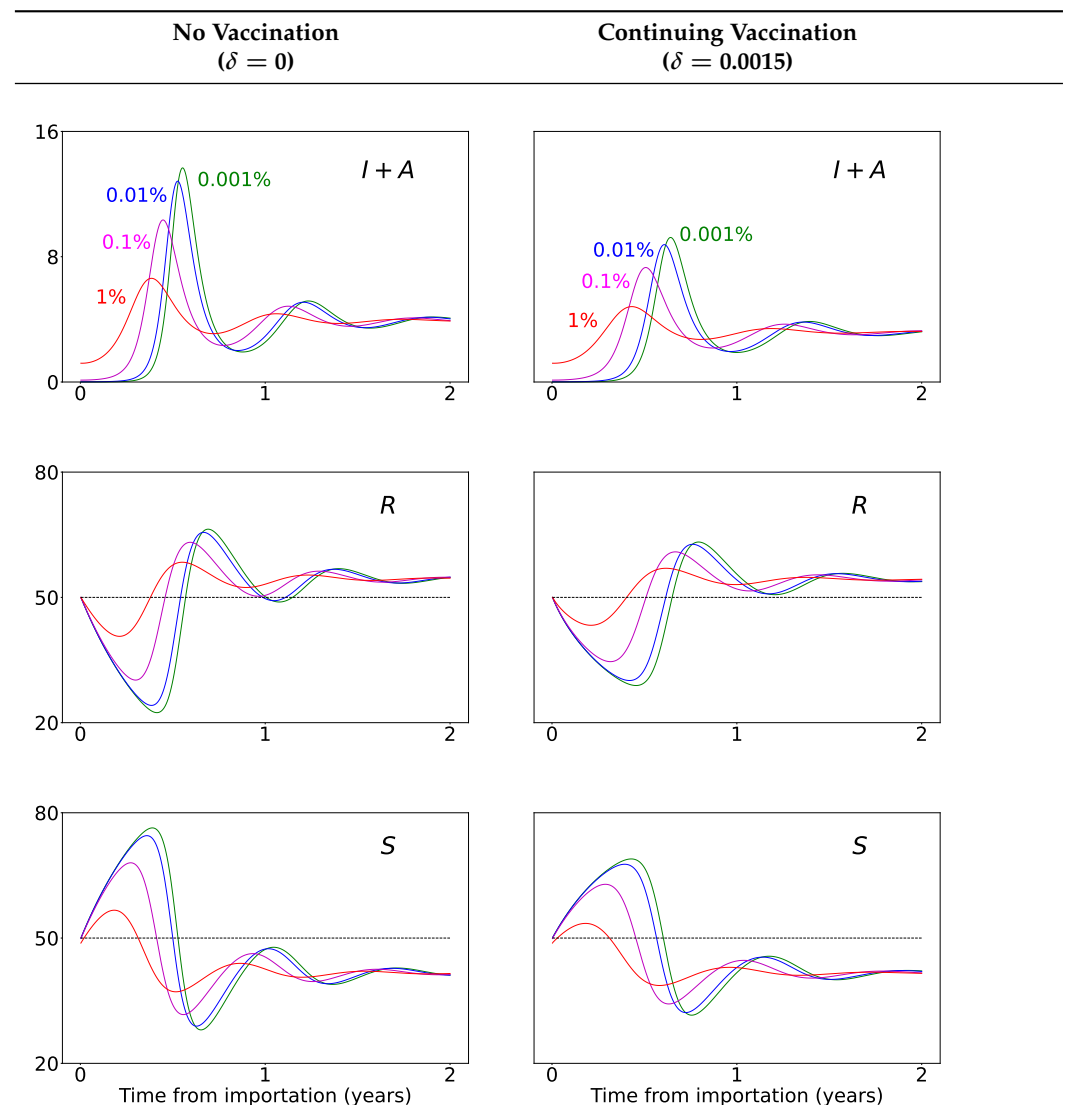 No Vaccination
(δ = 0)
Continuing Vaccination
(δ = 0.0015)
16
8
0
0
1
2
I + A
0.001%
0.01%
0.1%
1%
0
1
2
I + A
0.001%
0.01%
0.1%
1%
80
50
20
0
1
2
R
0
1
2
R
80
50
20
0
1
2
S
Time from importation (years)
0
1
2
S
Time from importation (years)